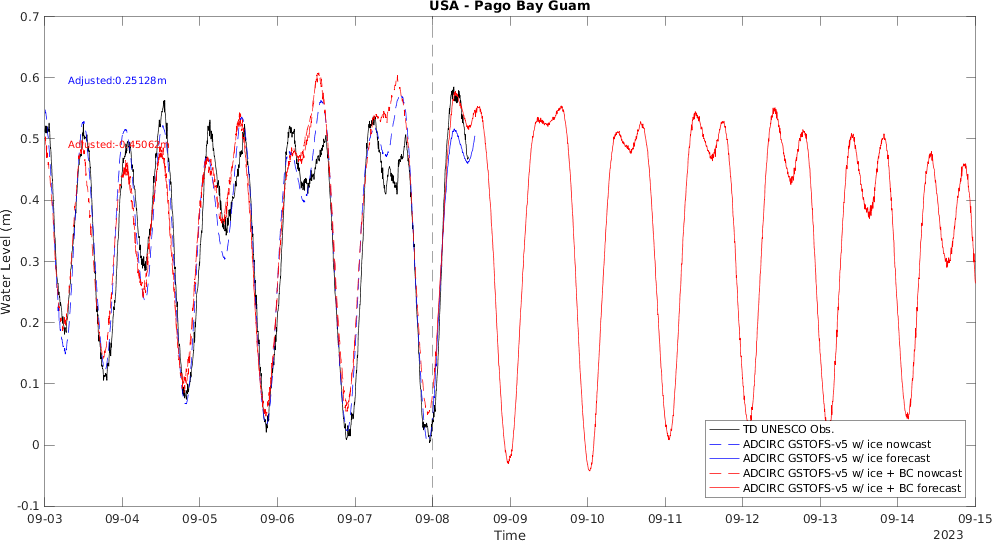 USA - Pago Bay Guam
0.7
0.6
0.5
0.4
0.3
0.2
0.1
0
-0.1
Water Level (m)
Adjusted:0.25128m
Adjusted:-0.45062m
TD UNESCO Obs.
ADCIRC GSTOFS-v5 w/ ice nowcast
ADCIRC GSTOFS-v5 w/ ice forecast
ADCIRC GSTOFS-v5 w/ ice + BC nowcast
ADCIRC GSTOFS-v5 w/ ice + BC forecast
09-03 09-04 09-05 09-06 09-07 09-08 09-09 09-10 09-11 09-12 09-13 09-14 09-15
Time
2023